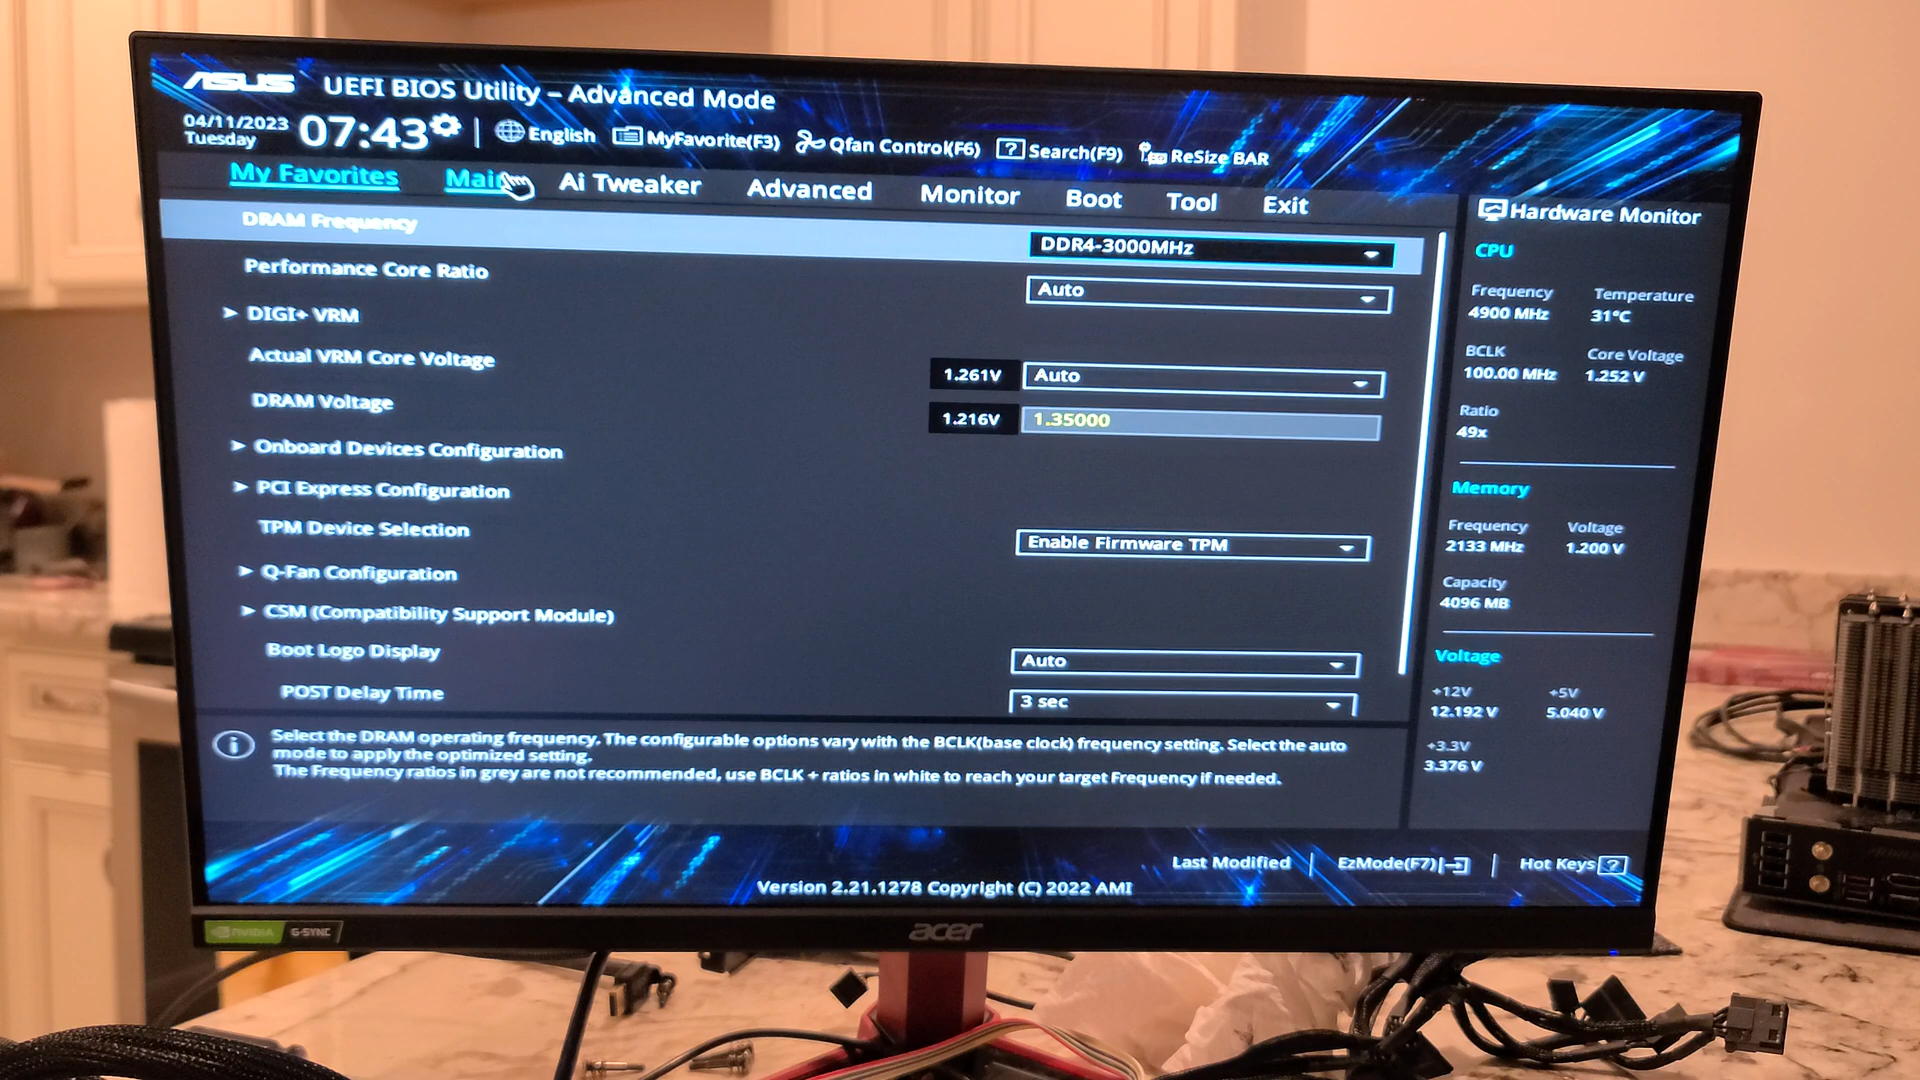 ASUS UEFI BIOS Utility – Advanced Mode
04/11/2023
Tuesday
07:43
English
MyFavorite(F3)
Qfan Control(F6)
? Search(F9)
ReSize BAR
My Favorites
Main
Ai Tweaker
Advanced
Monitor
Boot
Tool
Exit
DRAM Frequency
DDR4-3000MHz
Performance Core Ratio
Auto
DIGI+ VRM
Actual VRM Core Voltage
1.261V Auto
DRAM Voltage
1.216V 1.35000
Onboard Devices Configuration
PCI Express Configuration
TPM Device Selection
Enable Firmware TPM
Q-Fan Configuration
CSM (Compatibility Support Module)
Boot Logo Display
Auto
POST Delay Time
3 sec
i
Select the DRAM operating frequency. The configurable options vary with the BCLK(base clock) frequency setting. Select the auto
mode to apply the optimized setting.
The Frequency ratios in grey are not recommended, use BCLK + ratios in white to reach your target Frequency if needed.
Hardware Monitor
CPU
Frequency Temperature
4900 MHz 31°C
BCLK Core Voltage
100.00 MHz 1.252 V
Ratio
49x
Memory
Frequency Voltage
2133 MHz 1.200 V
Capacity
4096 MB
Voltage
+12V +5V
12.192 V 5.040 V
+3.3V
3.376 V
Last Modified
EzMode(F7)
Hot Keys ?
Version 2.21.1278 Copyright (C) 2022 AMI
NVIDIA G-SYNC
acer